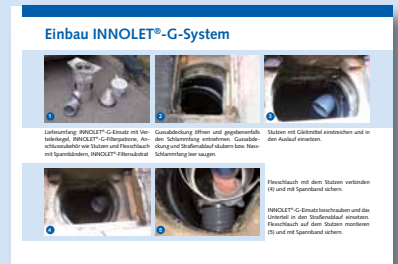 Einbau INNOLET®-G-System
1
2
3
Lieferumfang: INNOLET®-G-Einsatz mit Ver-
teilerkegel, INNOLET®-G-Filterpatrone, An-
schlusszubehör wie Stutzen und Flexschlauch
mit Spannbändern, INNOLET®-Filtersubstrat
Gussabdeckung öffnen und gegebenenfalls
den Schlammfang entnehmen. Gussabde-
ckung und Straßenablauf säubern bzw. Nass-
Schlammfang leer saugen.
Stutzen mit Gleitmittel einstreichen und in
den Auslauf einsetzen.
4
5
Flexschlauch mit dem Stutzen verbinden
(4) und mit Spannband sichern.
INNOLET®-G-Einsatz losschrauben und das
Unterteil in den Straßenablauf einsetzen.
Flexschlauch auf dem Stutzen montieren
(5) und mit Spannband sichern.